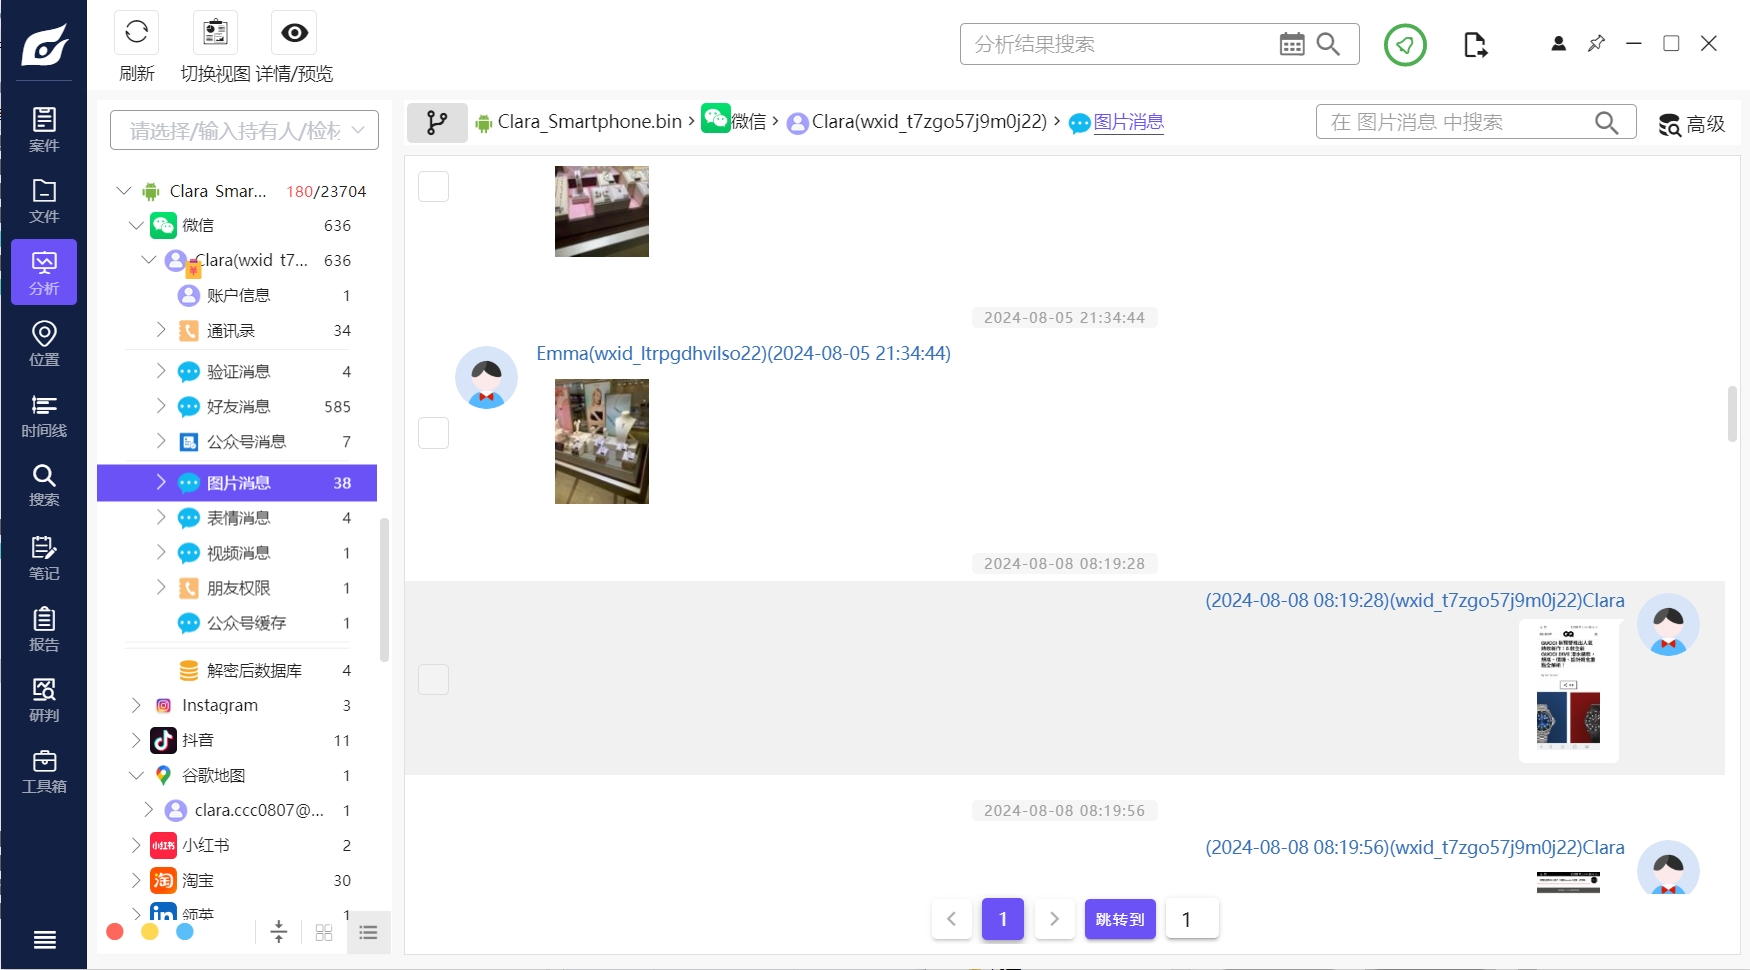 刷新
切换视图
详情/预览
分析结果搜索
案件
文件
分析
位置
时间线
搜索
笔记
报告
研判
工具箱
请选择/输入持有人/检材
Clara Smar... 180/23704
微信 636
Clara(wxid t7... 636
账户信息 1
通讯录 34
验证消息 4
好友消息 585
公众号消息 7
图片消息 38
表情消息 4
视频消息 1
朋友权限 1
公众号缓存 1
解密后数据库 4
Instagram 3
抖音 11
谷歌地图 1
clara.ccc0807@... 1
小红书 2
淘宝 30
领英 1
Clara_Smartphone.bin > 微信 > Clara(wxid_t7zgo57j9m0j22) > 图片消息
在 图片消息 中搜索
高级
2024-08-05 21:34:44
Emma(wxid_ltrpgdhvilso22)(2024-08-05 21:34:44)
2024-08-08 08:19:28
(2024-08-08 08:19:28)(wxid_t7zgo57j9m0j22)Clara
GQ
2024-08-08 08:19:56
(2024-08-08 08:19:56)(wxid_t7zgo57j9m0j22)Clara
< 1 > 跳转到 1